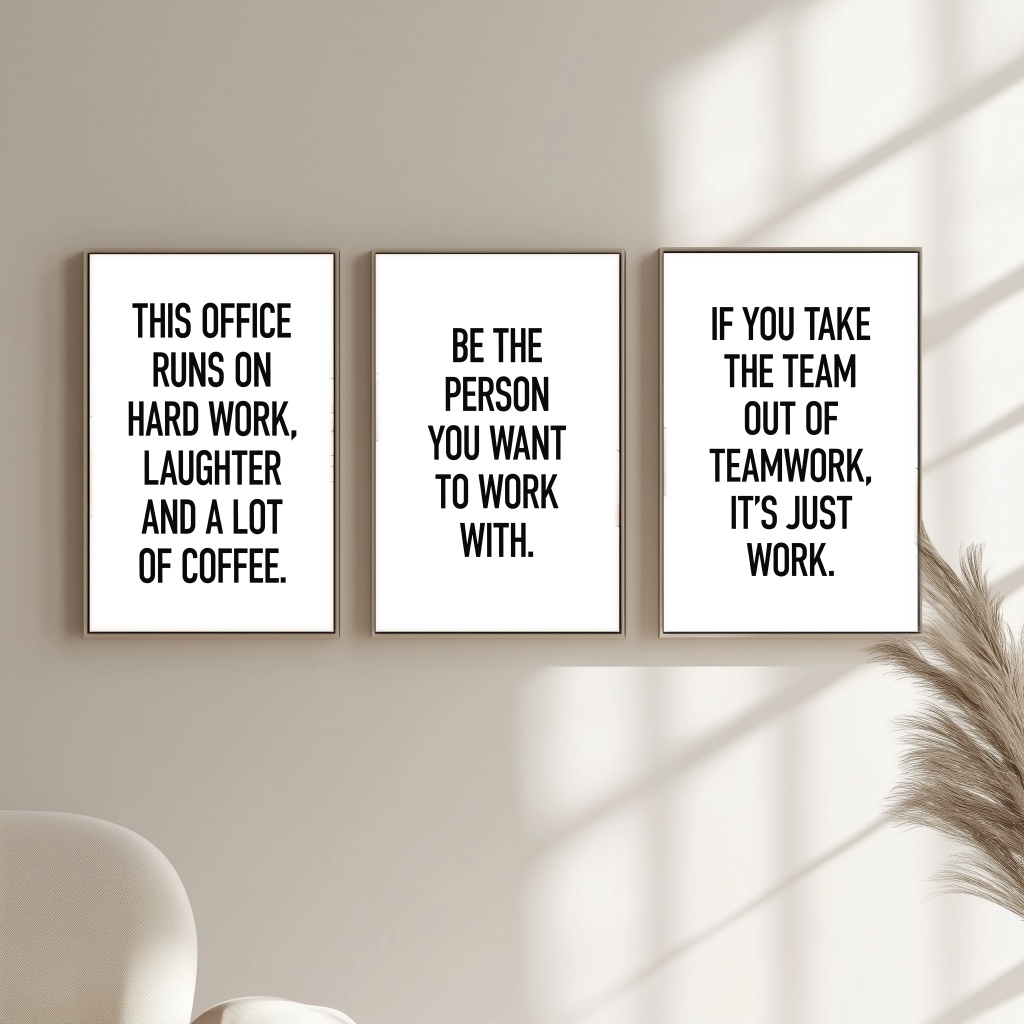 THIS OFFICE
RUNS ON
HARD WORK,
LAUGHTER
AND A LOT
OF COFFEE.
BE THE
PERSON
YOU WANT
TO WORK
WITH.
IF YOU TAKE
THE TEAM
OUT OF
TEAMWORK,
IT’S JUST
WORK.